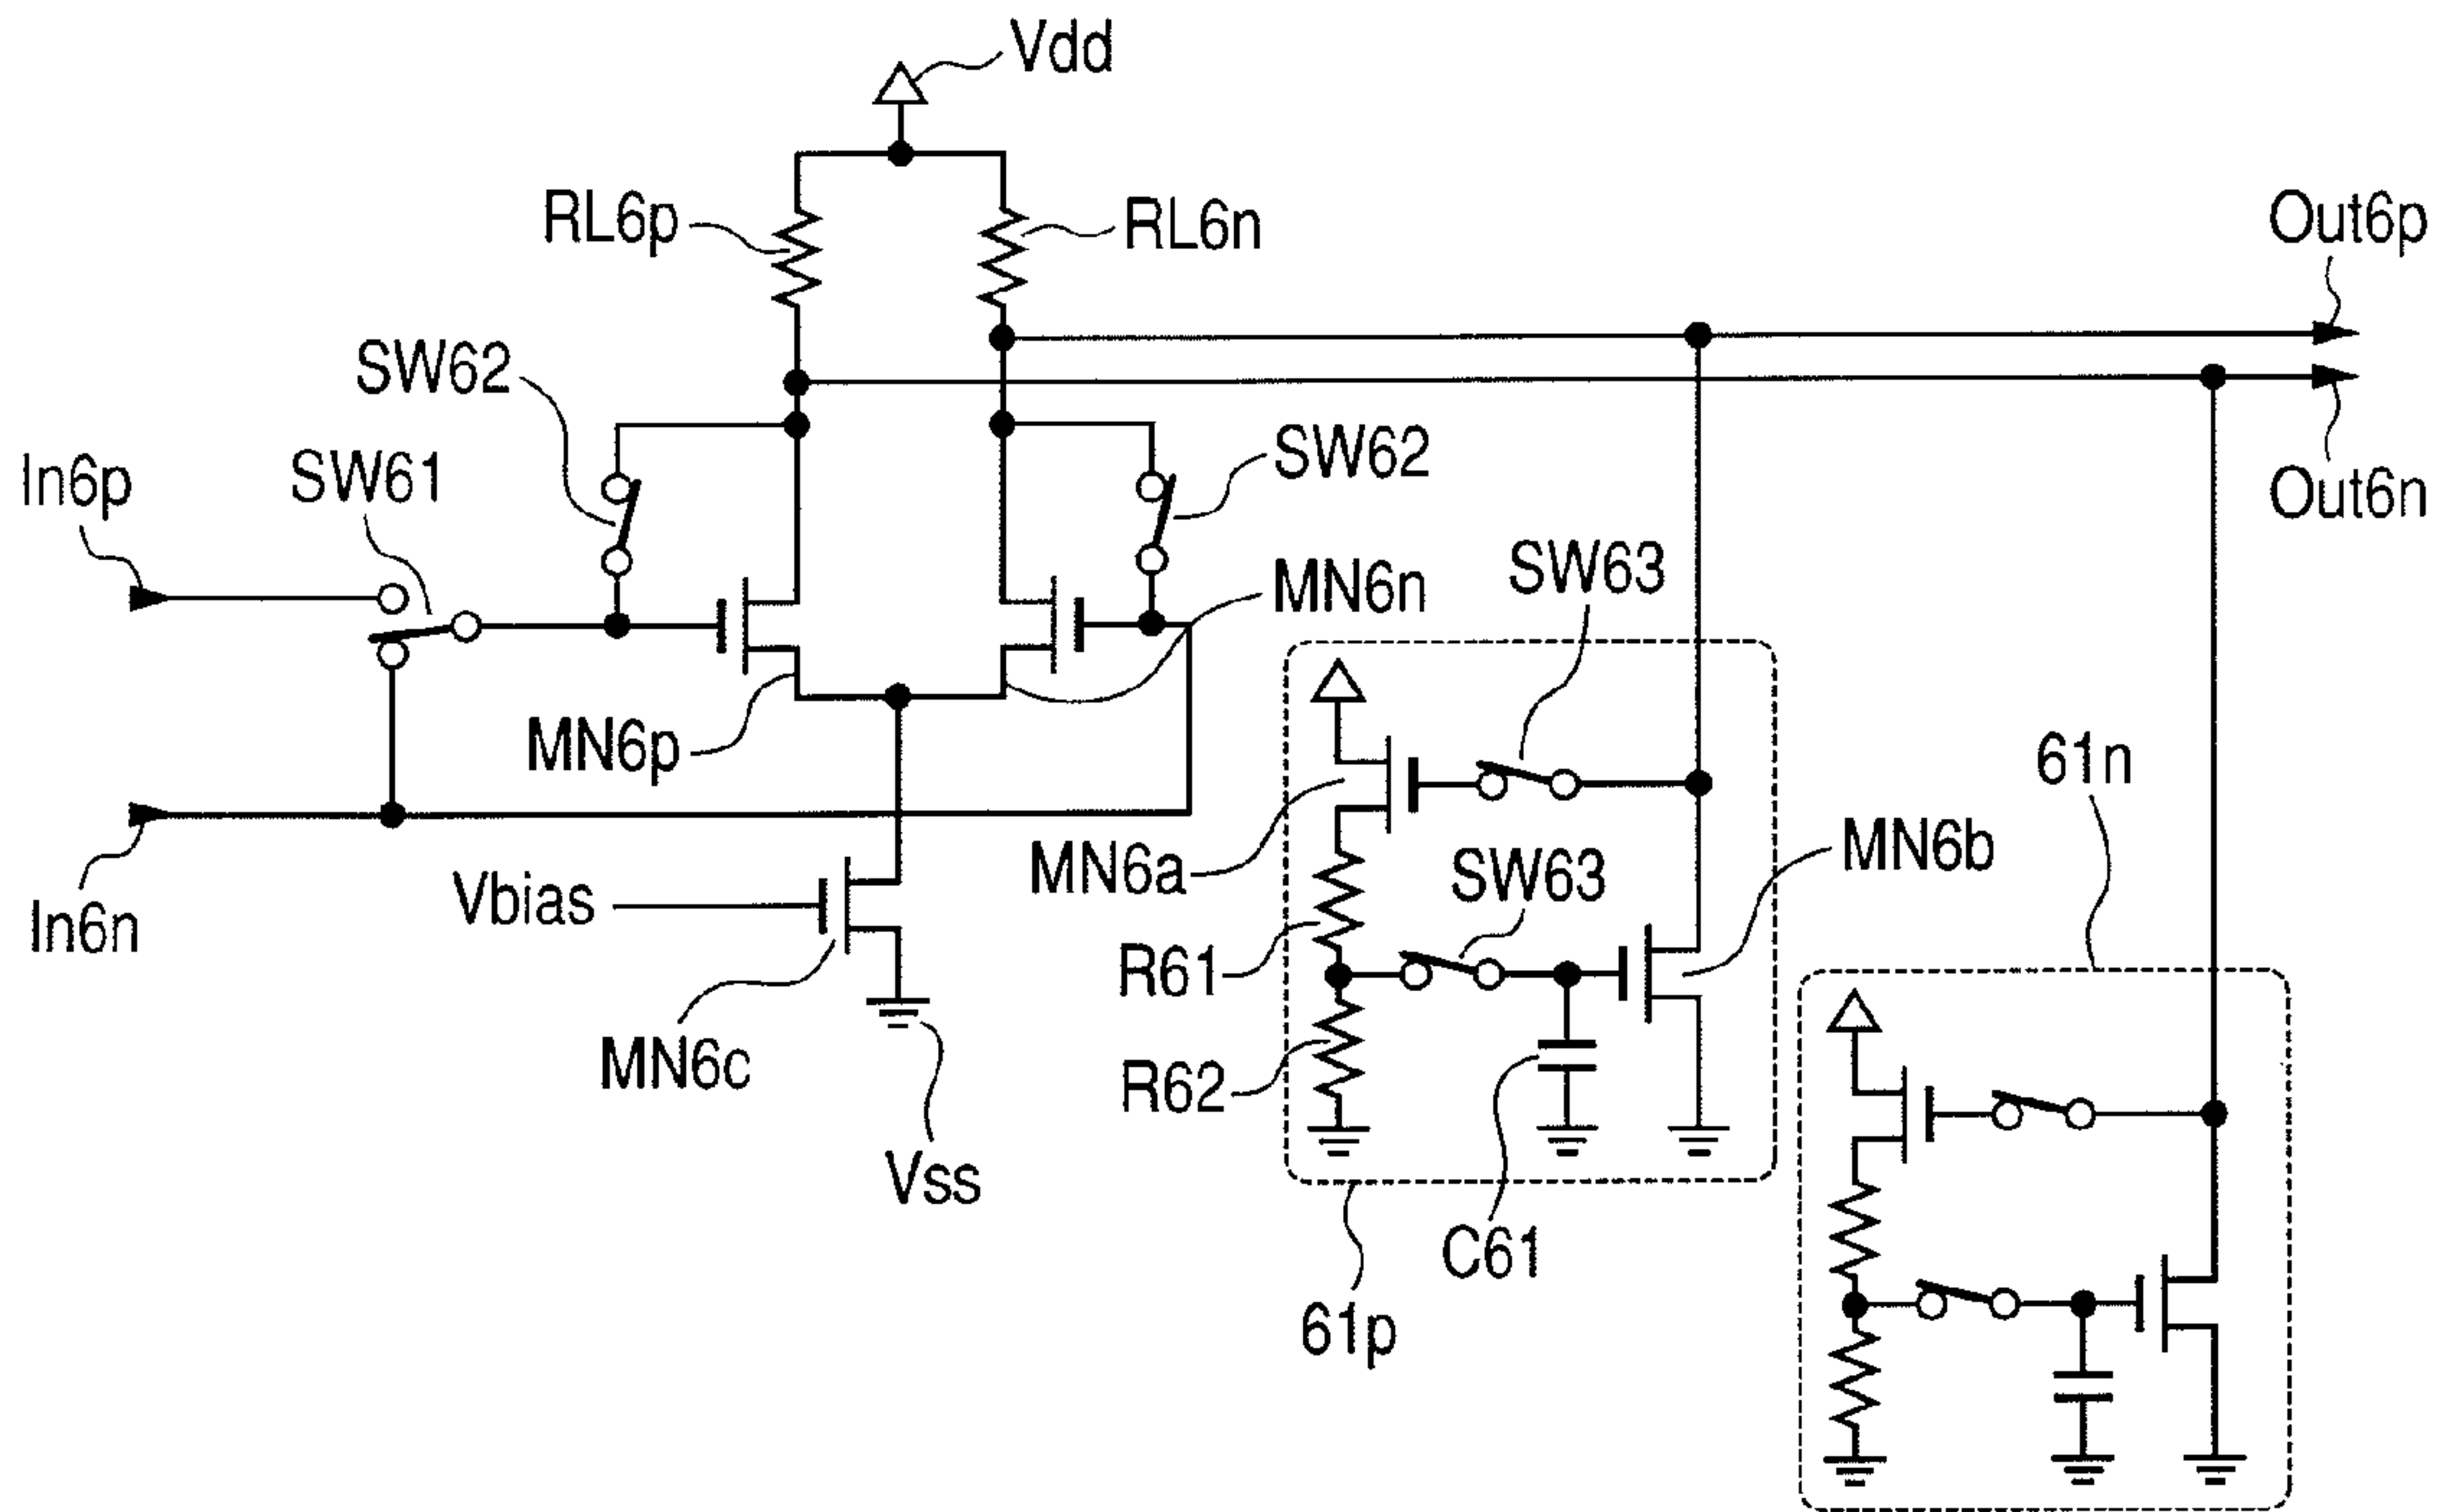 Vdd
RL6p
RL6n
Out6p
SW62
SW62
In6p
SW61
Out6n
MN6n
SW63
MN6p
61n
MN6a
SW63
MN6b
Vbias
In6n
R61
MN6c
R62
Vss
C61
61p